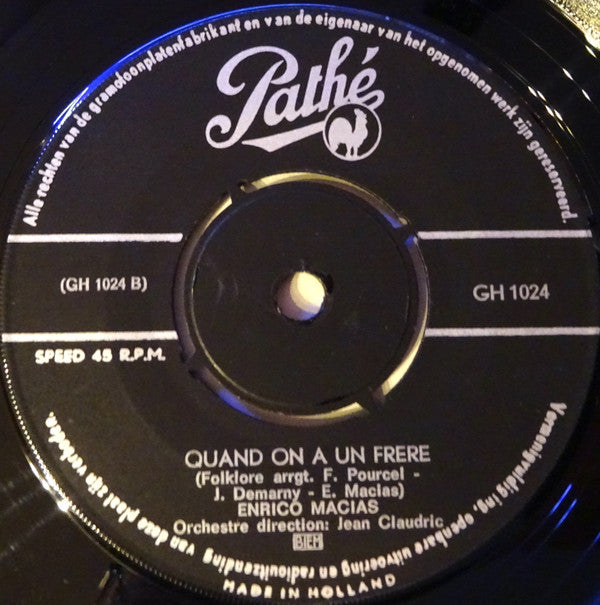 Alle rechten van de gramofoonplatenfabrikant en van de eigenaar van het opgenomen werk zijn gereserveerd.
Pathé
(GH 1024 B)
GH 1024
SPEED 45 R.P.M.
QUAND ON A UN FRERE
(Folklore arrgt. F. Pourcel -
J. Demarny - E. Macias)
ENRICO MACIAS
Orchestre direction: Jean Claudric
BIEM
Vermenigvuldiging, openbare uitvoering en radiouitzending van deze plaat zijn verboden.
MADE IN HOLLAND